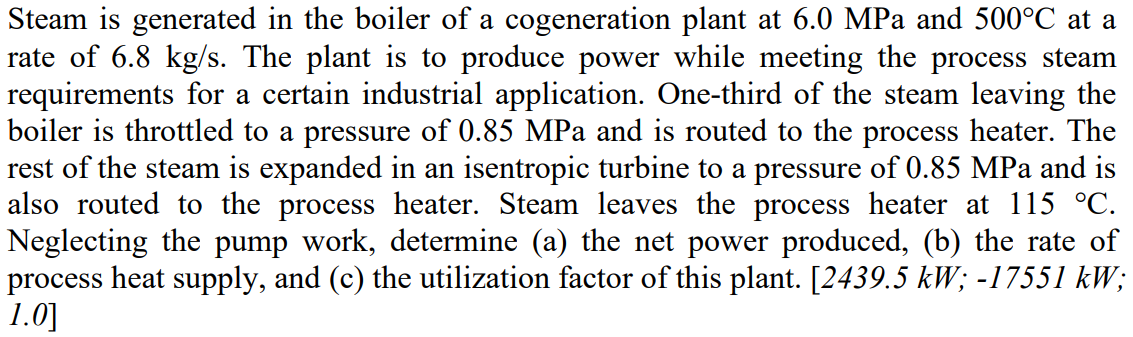 Steam is generated in the boiler of a cogeneration plant at 6.0 MPa and 500°C at a
rate of 6.8 kg/s. The plant is to produce power while meeting the process steam
requirements for a certain industrial application. One-third of the steam leaving the
boiler is throttled to a pressure of 0.85 MPa and is routed to the process heater. The
rest of the steam is expanded in an isentropic turbine to a pressure of 0.85 MPa and is
also routed to the process heater. Steam leaves the process heater at 115 °C.
Neglecting the pump work, determine (a) the net power produced, (b) the rate of
process heat supply, and (c) the utilization factor of this plant. [2439.5 kW; -17551 kW;
1.0]